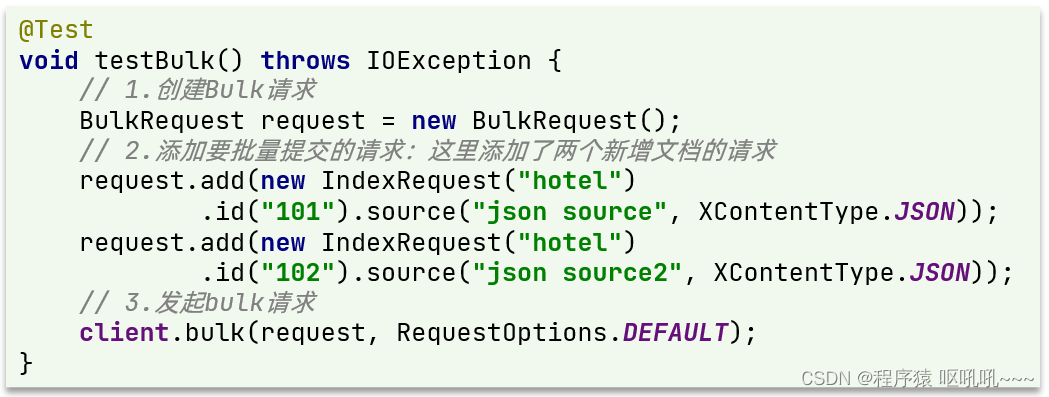 @Test
void testBulk() throws IOException {
    // 1.创建Bulk请求
    BulkRequest request = new BulkRequest();
    // 2.添加要批量提交的请求：这里添加了两个新增文档的请求
    request.add(new IndexRequest("hotel")
            .id("101").source("json source", XContentType.JSON));
    request.add(new IndexRequest("hotel")
            .id("102").source("json source2", XContentType.JSON));
    // 3.发起bulk请求
    client.bulk(request, RequestOptions.DEFAULT);
}
CSDN @程序猿 呕吼吼~~~